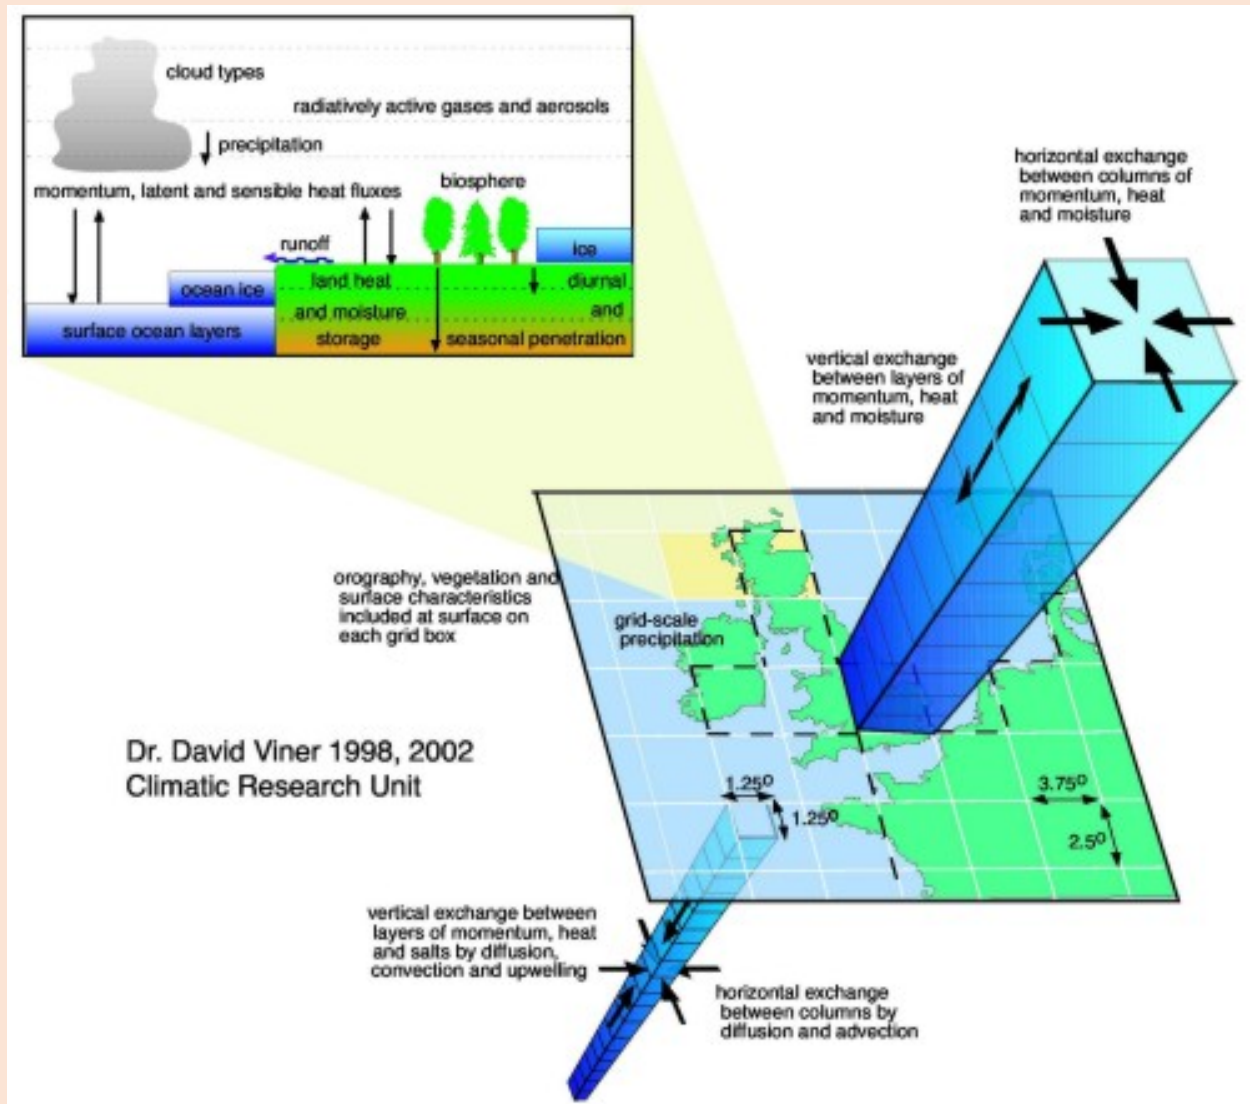 cloud types
radiatively active gases and aerosols
precipitation
momentum, latent and sensible heat fluxes
biosphere
runoff
ice
ocean ice
land heat
diurnal
and moisture
and
surface ocean layers
storage
seasonal penetration
horizontal exchange
between columns of
momentum, heat
and moisture
vertical exchange
between layers of
momentum, heat
and moisture
orography, vegetation and
surface characteristics
included at surface on
each grid box
grid-scale
precipitation
Dr. David Viner 1998, 2002
Climatic Research Unit
1.25⁰
1.25⁰
3.75⁰
2.5⁰
vertical exchange between
layers of momentum, heat
and salts by diffusion,
convection and upwelling
horizontal exchange
between columns by
diffusion and advection